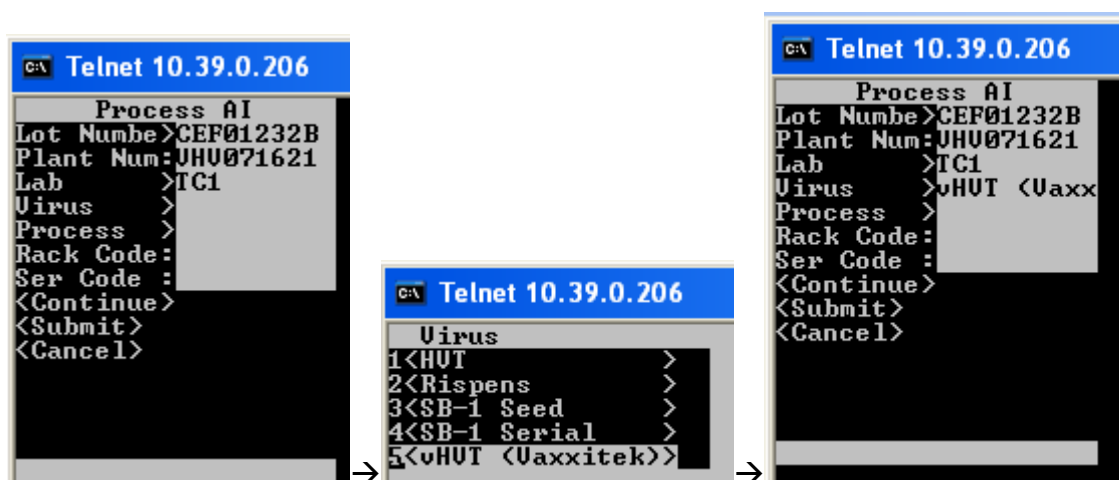 Telnet 10.39.0.206
Process AI
Lot Numbe>CEF01232B
Plant Num:VHV071621
Lab      >TC1
Virus    >
Process  >
Rack Code:
Ser Code :
<Continue>
<Submit>
<Cancel>
→
Telnet 10.39.0.206
Virus
1<HVT                >
2<Rispens            >
3<SB-1 Seed          >
4<SB-1 Serial        >
5<vHVT (Vaxxitek)>>
→
Telnet 10.39.0.206
Process AI
Lot Numbe>CEF01232B
Plant Num:VHV071621
Lab      >TC1
Virus    >vHVT (Vaxx
Process  >
Rack Code:
Ser Code :
<Continue>
<Submit>
<Cancel>